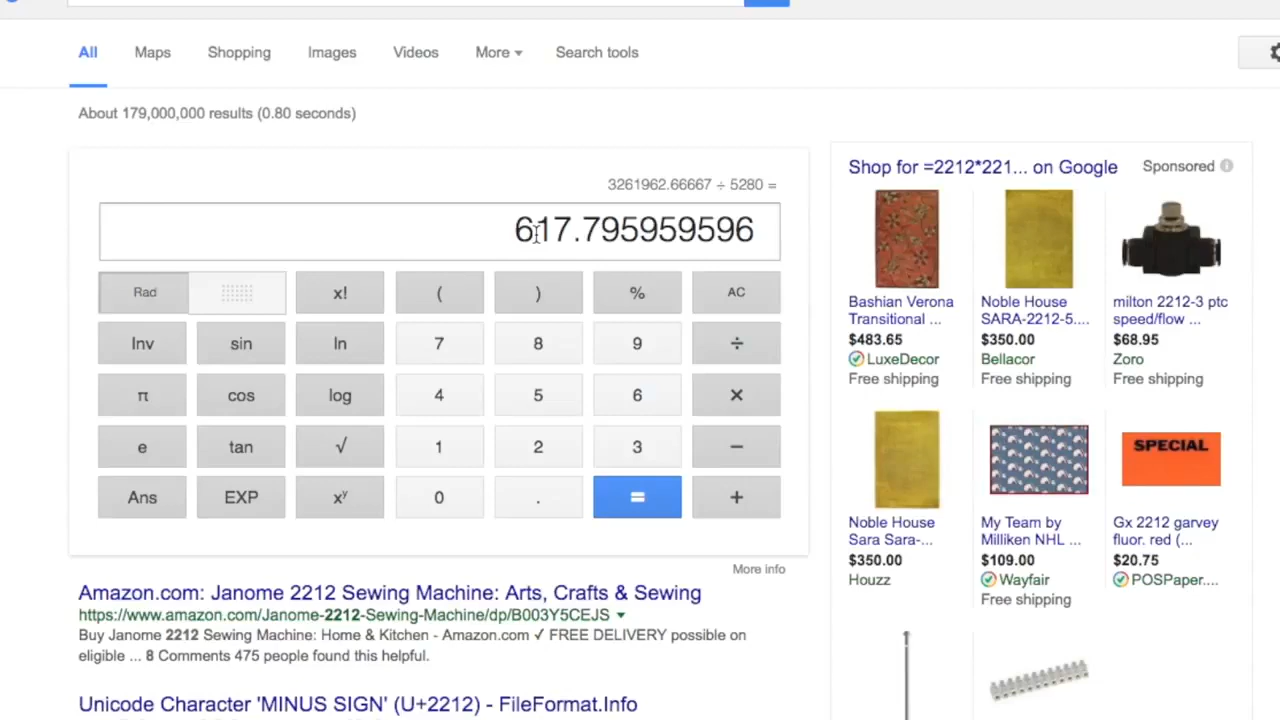 All Maps Shopping Images Videos More Search tools
About 179,000,000 results (0.80 seconds)
3261962.66667 ÷ 5280 =
617.795959596
Rad x! ( ) % AC
Inv sin ln 7 8 9 ÷
π cos log 4 5 6 ×
e tan √ 1 2 3 −
Ans EXP xʸ 0 . = +
More info
Amazon.com: Janome 2212 Sewing Machine: Arts, Crafts & Sewing
https://www.amazon.com/Janome-2212-Sewing-Machine/dp/B003Y5CEJS
Buy Janome 2212 Sewing Machine: Home & Kitchen - Amazon.com ✓ FREE DELIVERY possible on
eligible ... 8 Comments 475 people found this helpful.
Unicode Character 'MINUS SIGN' (U+2212) - FileFormat.Info
Shop for =2212*221... on Google Sponsored
Bashian Verona
Transitional ...
$483.65
LuxeDecor
Free shipping
Noble House
SARA-2212-5....
$350.00
Bellacor
Free shipping
milton 2212-3 ptc
speed/flow ...
$68.95
Zoro
Free shipping
SPECIAL
Noble House
Sara Sara-...
$350.00
Houzz
My Team by
Milliken NHL ...
$109.00
Wayfair
Free shipping
Gx 2212 garvey
fluor. red (...
$20.75
POSPaper....